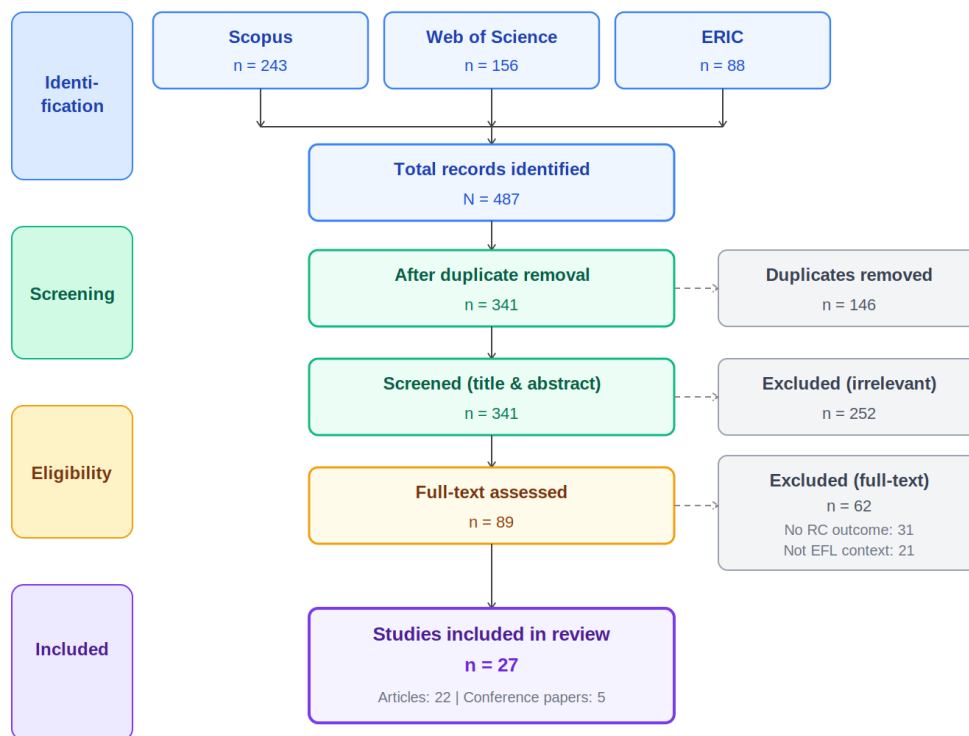 Identi-
fication
Scopus
n = 243
Web of Science
n = 156
ERIC
n = 88
Total records identified
N = 487
Screening
After duplicate removal
n = 341
Duplicates removed
n = 146
Screened (title & abstract)
n = 341
Excluded (irrelevant)
n = 252
Eligibility
Full-text assessed
n = 89
Excluded (full-text)
n = 62
No RC outcome: 31
Not EFL context: 21
Included
Studies included in review
n = 27
Articles: 22 | Conference papers: 5